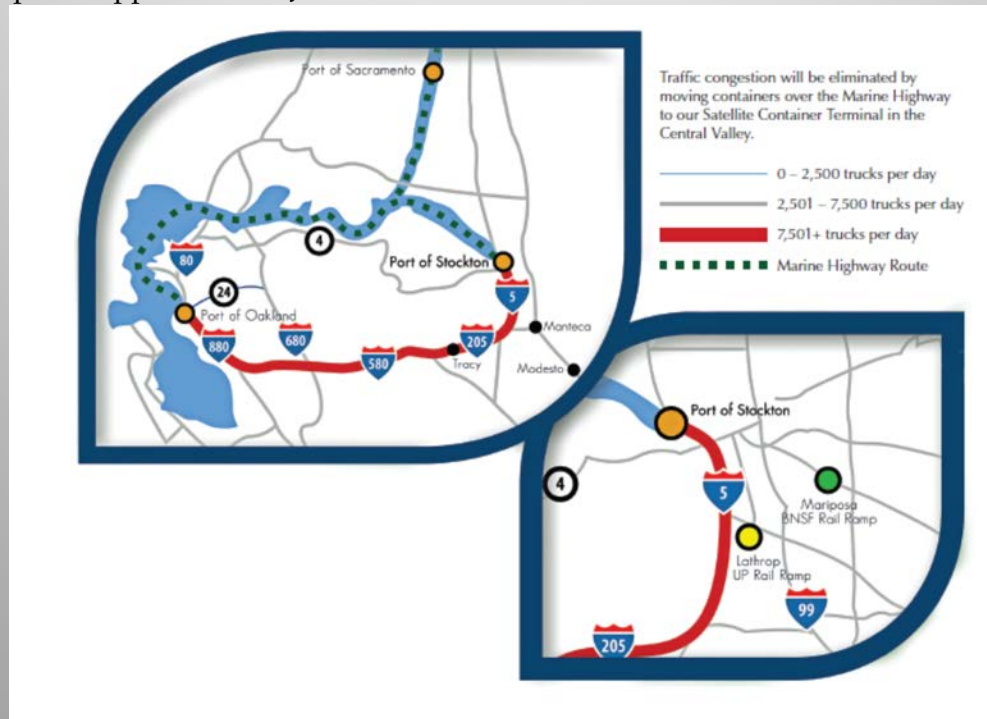 Port of Sacramento
80
4
Port of Stockton
24
Port of Oakland
5
880
680
580
205
Manteca
Tracy
Modesto
Traffic congestion will be eliminated by
moving containers over the Marine Highway
to our Satellite Container Terminal in the
Central Valley.
0 – 2,500 trucks per day
2,501 – 7,500 trucks per day
7,501+ trucks per day
Marine Highway Route
Port of Stockton
4
5
Mariposa
BNSF Rail Ramp
Lathrop
UP Rail Ramp
99
205